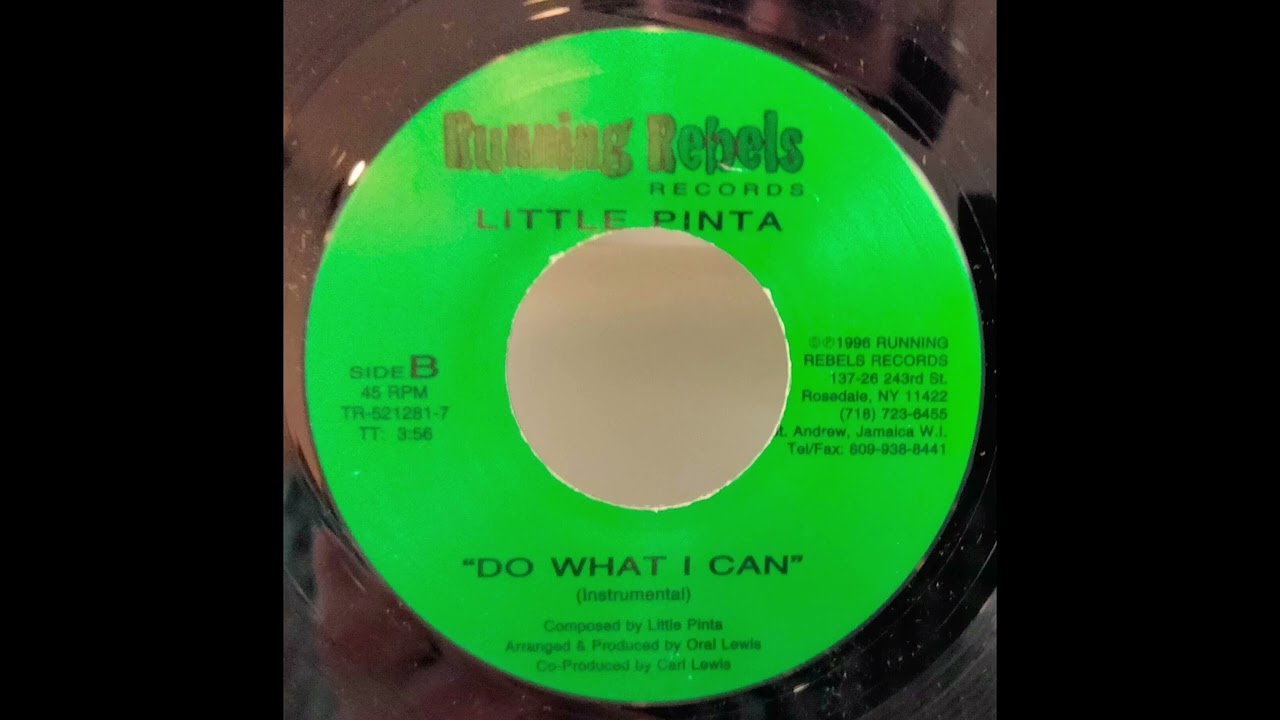 Running Rebels
RECORDS
LITTLE PINTA
SIDE B
45 RPM
TR-521281-7
TT: 3:56
©℗1996 RUNNING
REBELS RECORDS
137-26 243rd St.
Rosedale, NY 11422
(718) 723-6455
t. Andrew, Jamaica W.I.
Tel/Fax: 809-938-8441
"DO WHAT I CAN"
(Instrumental)
Composed by Little Pinta
Arranged & Produced by Oral Lewis
Co-Produced by Carl Lewis